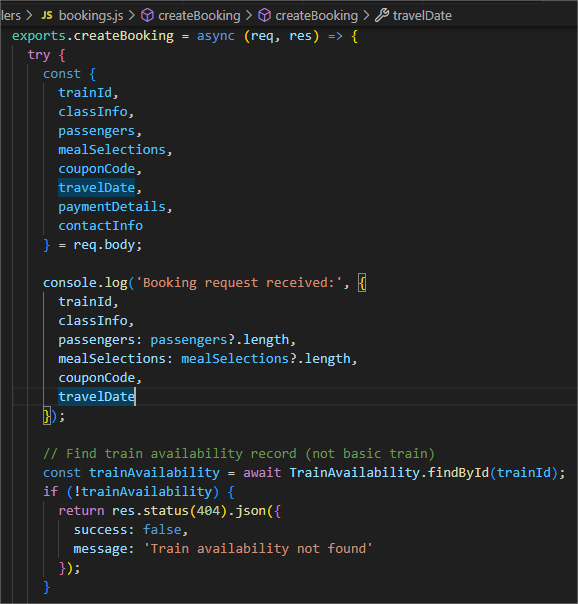 lers > JS bookings.js > createBooking > createBooking > travelDate
exports.createBooking = async (req, res) => {
  try {
    const {
      trainId,
      classInfo,
      passengers,
      mealSelections,
      couponCode,
      travelDate,
      paymentDetails,
      contactInfo
    } = req.body;

    console.log('Booking request received:', {
      trainId,
      classInfo,
      passengers: passengers?.length,
      mealSelections: mealSelections?.length,
      couponCode,
      travelDate
    });

    // Find train availability record (not basic train)
    const trainAvailability = await TrainAvailability.findById(trainId);
    if (!trainAvailability) {
      return res.status(404).json({
        success: false,
        message: 'Train availability not found'
      });
    }